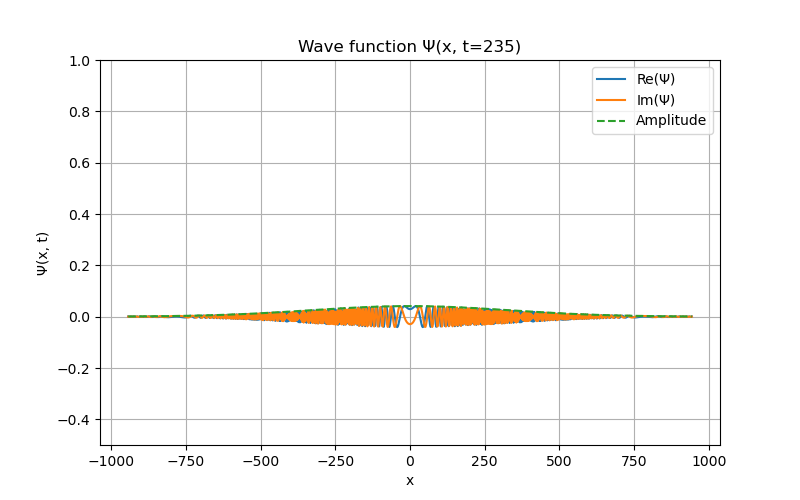 Wave function Ψ(x, t=235)
Re(Ψ)
Im(Ψ)
Amplitude
Ψ(x, t)
1.0
0.8
0.6
0.4
0.2
0.0
−0.2
−0.4
−1000
−750
−500
−250
0
250
500
750
1000
x